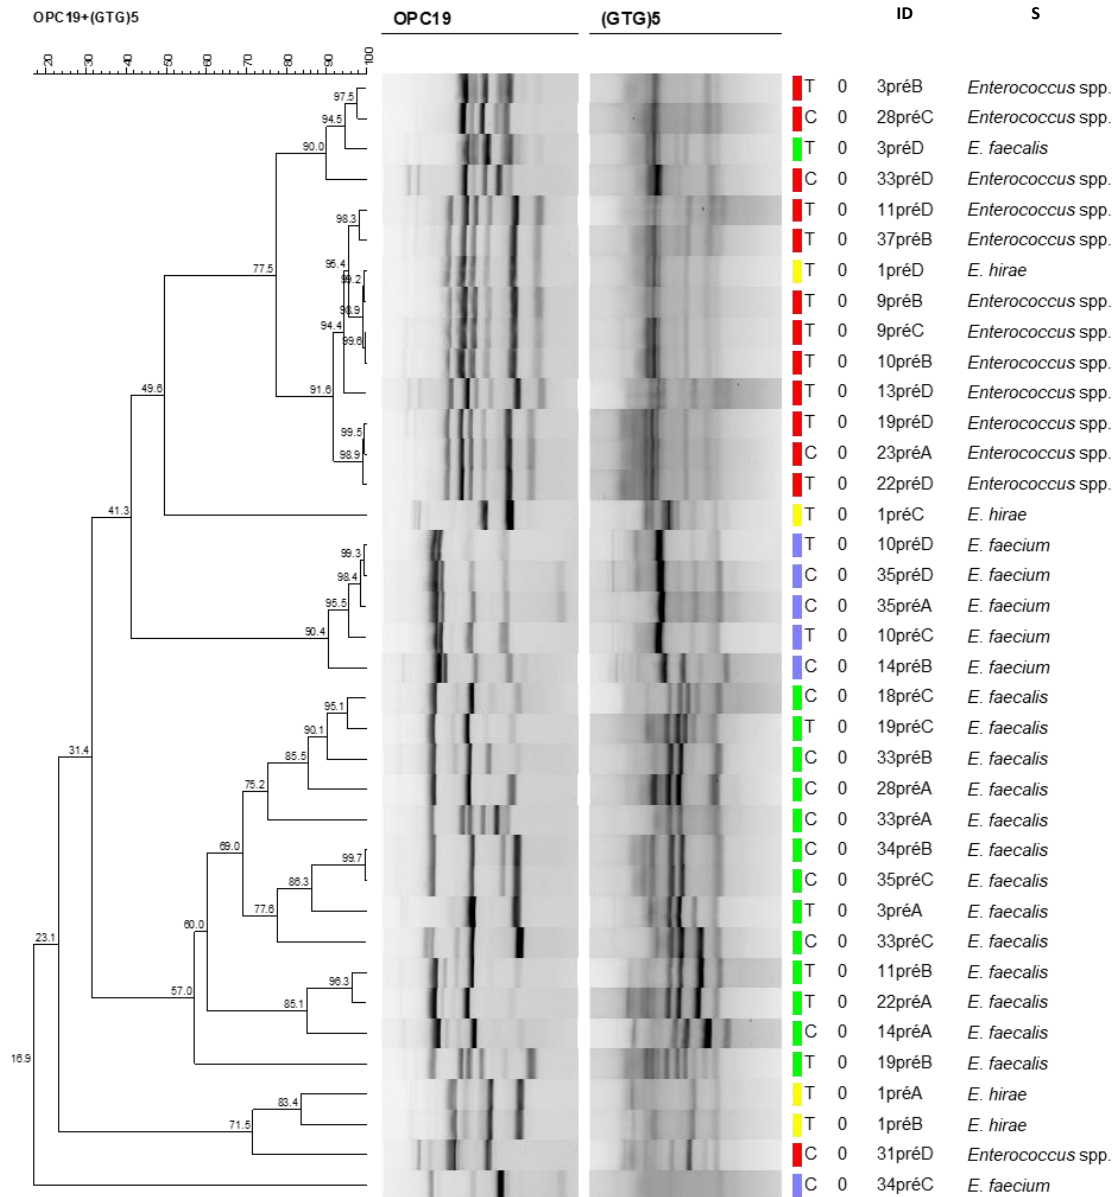 OPC19+(GTG)5 OPC19 (GTG)5 ID S
20 30 40 50 60 70 80 90 100
T 0 3préB Enterococcus spp.
97.5
C 0 28préC Enterococcus spp.
94.5
90.0 T 0 3préD E. faecalis
C 0 33préD Enterococcus spp.
T 0 11préD Enterococcus spp.
98.3
T 0 37préB Enterococcus spp.
77.5 T 0 1préD E. hirae
99.2
T 0 9préB Enterococcus spp.
98.9
94.4 T 0 9préC Enterococcus spp.
99.6
T 0 10préB Enterococcus spp.
49.6 91.6 T 0 13préD Enterococcus spp.
T 0 19préD Enterococcus spp.
99.5
98.9 C 0 23préA Enterococcus spp.
T 0 22préD Enterococcus spp.
41.3 T 0 1préC E. hirae
T 0 10préD E. faecium
99.3
98.4 C 0 35préD E. faecium
95.5 C 0 35préA E. faecium
90.4 T 0 10préC E. faecium
C 0 14préB E. faecium
C 0 18préC E. faecalis
95.1
90.1 T 0 19préC E. faecalis
31.4 85.5 C 0 33préB E. faecalis
75.2 C 0 28préA E. faecalis
C 0 33préA E. faecalis
69.0 99.7 C 0 34préB E. faecalis
86.3 C 0 35préC E. faecalis
77.6 T 0 3préA E. faecalis
60.0
23.1 C 0 33préC E. faecalis
T 0 11préB E. faecalis
96.3
57.0 85.1 T 0 22préA E. faecalis
C 0 14préA E. faecalis
16.9 T 0 19préB E. faecalis
T 0 1préA E. hirae
83.4
71.5 T 0 1préB E. hirae
C 0 31préD Enterococcus spp.
C 0 34préC E. faecium